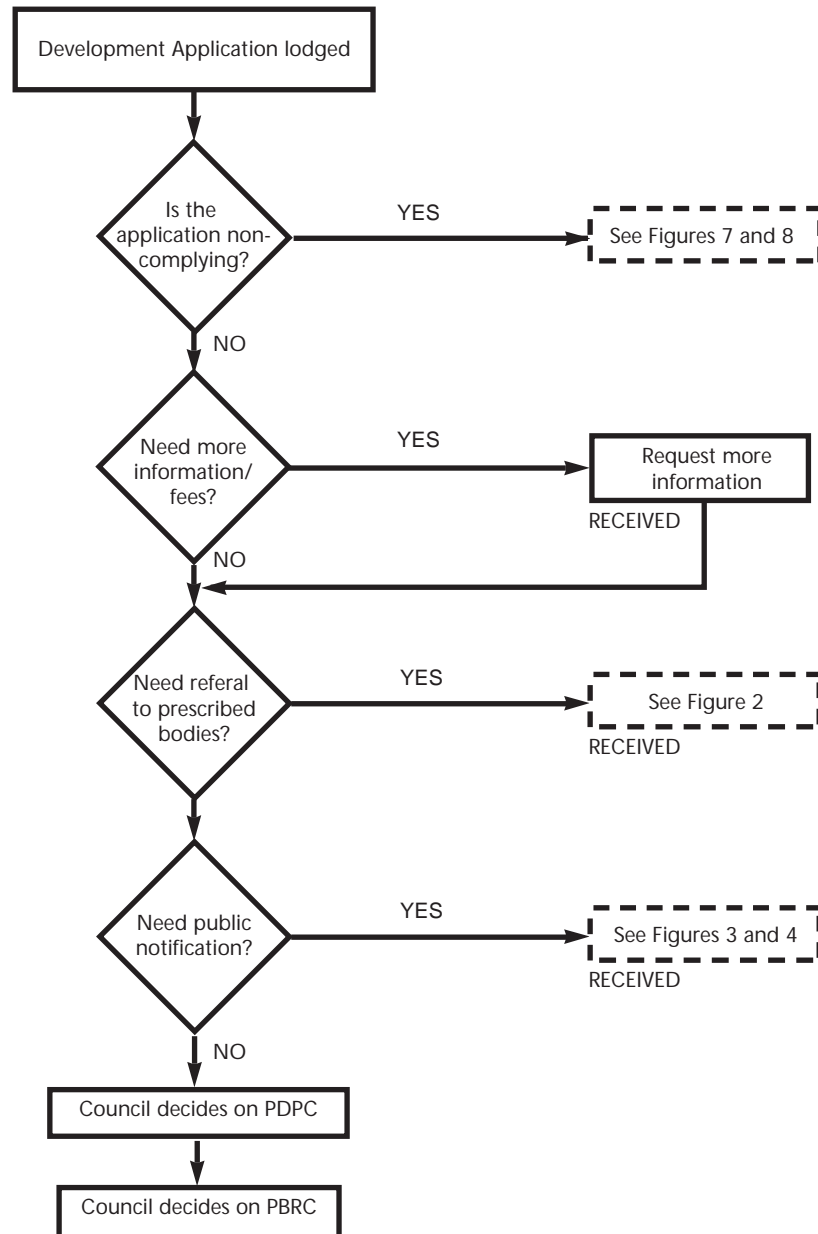 Development Application lodged
Is the
application non-
complying?
YES
See Figures 7 and 8
NO
Need more
information/
fees?
YES
Request more
information
RECEIVED
NO
Need referal
to prescribed
bodies?
YES
See Figure 2
RECEIVED
Need public
notification?
YES
See Figures 3 and 4
RECEIVED
NO
Council decides on PDPC
Council decides on PBRC